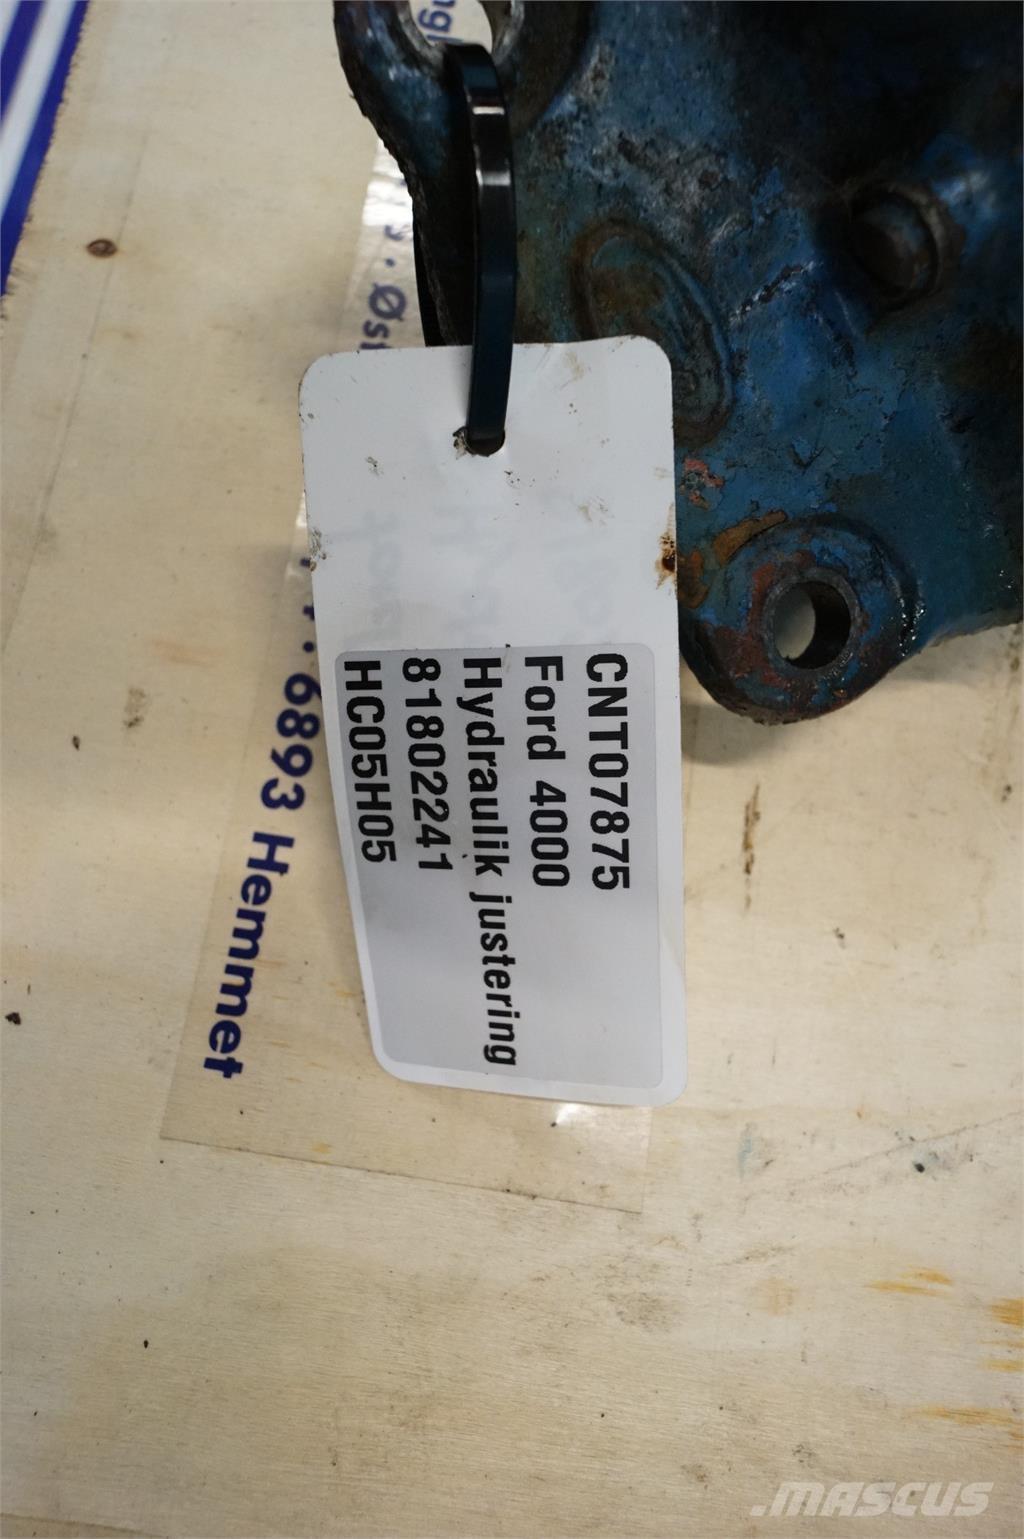 CNT07875
Ford 4000
Hydraulik justering
81802241
HC05H05
6893 Hemmet
MASCUS